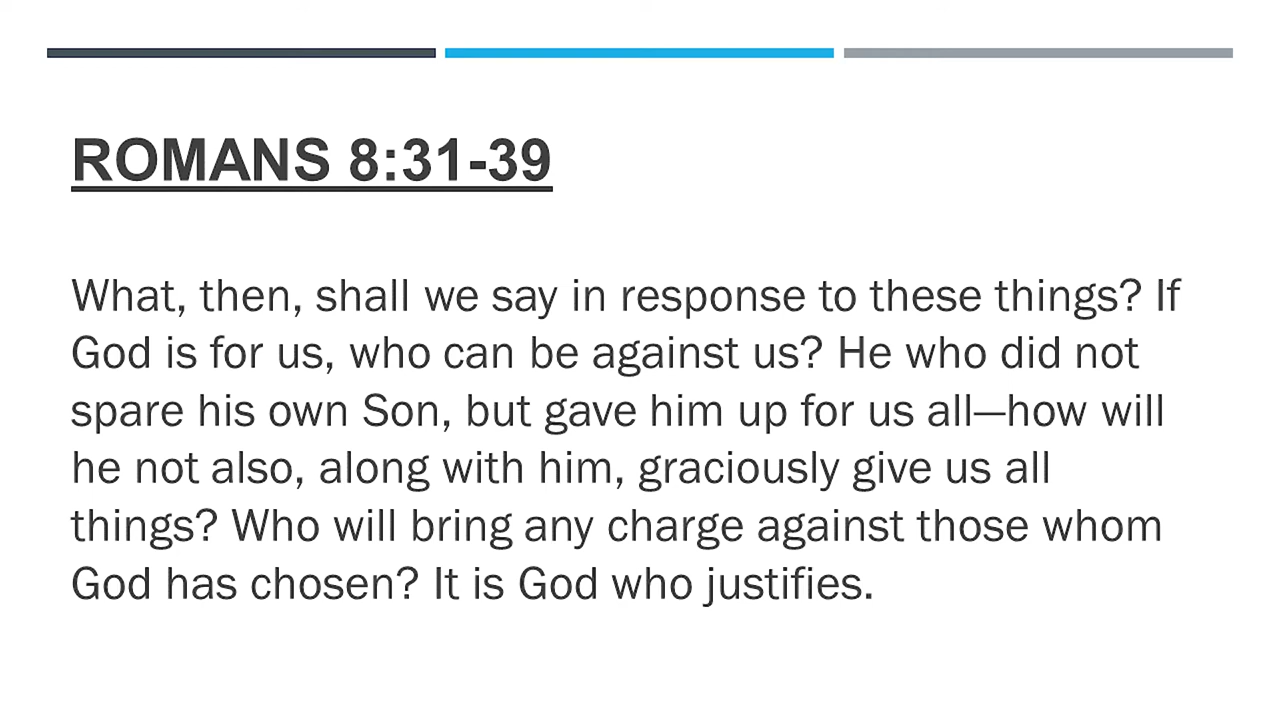 ROMANS 8:31-39
What, then, shall we say in response to these things? If
God is for us, who can be against us? He who did not
spare his own Son, but gave him up for us all—how will
he not also, along with him, graciously give us all
things? Who will bring any charge against those whom
God has chosen? It is God who justifies.